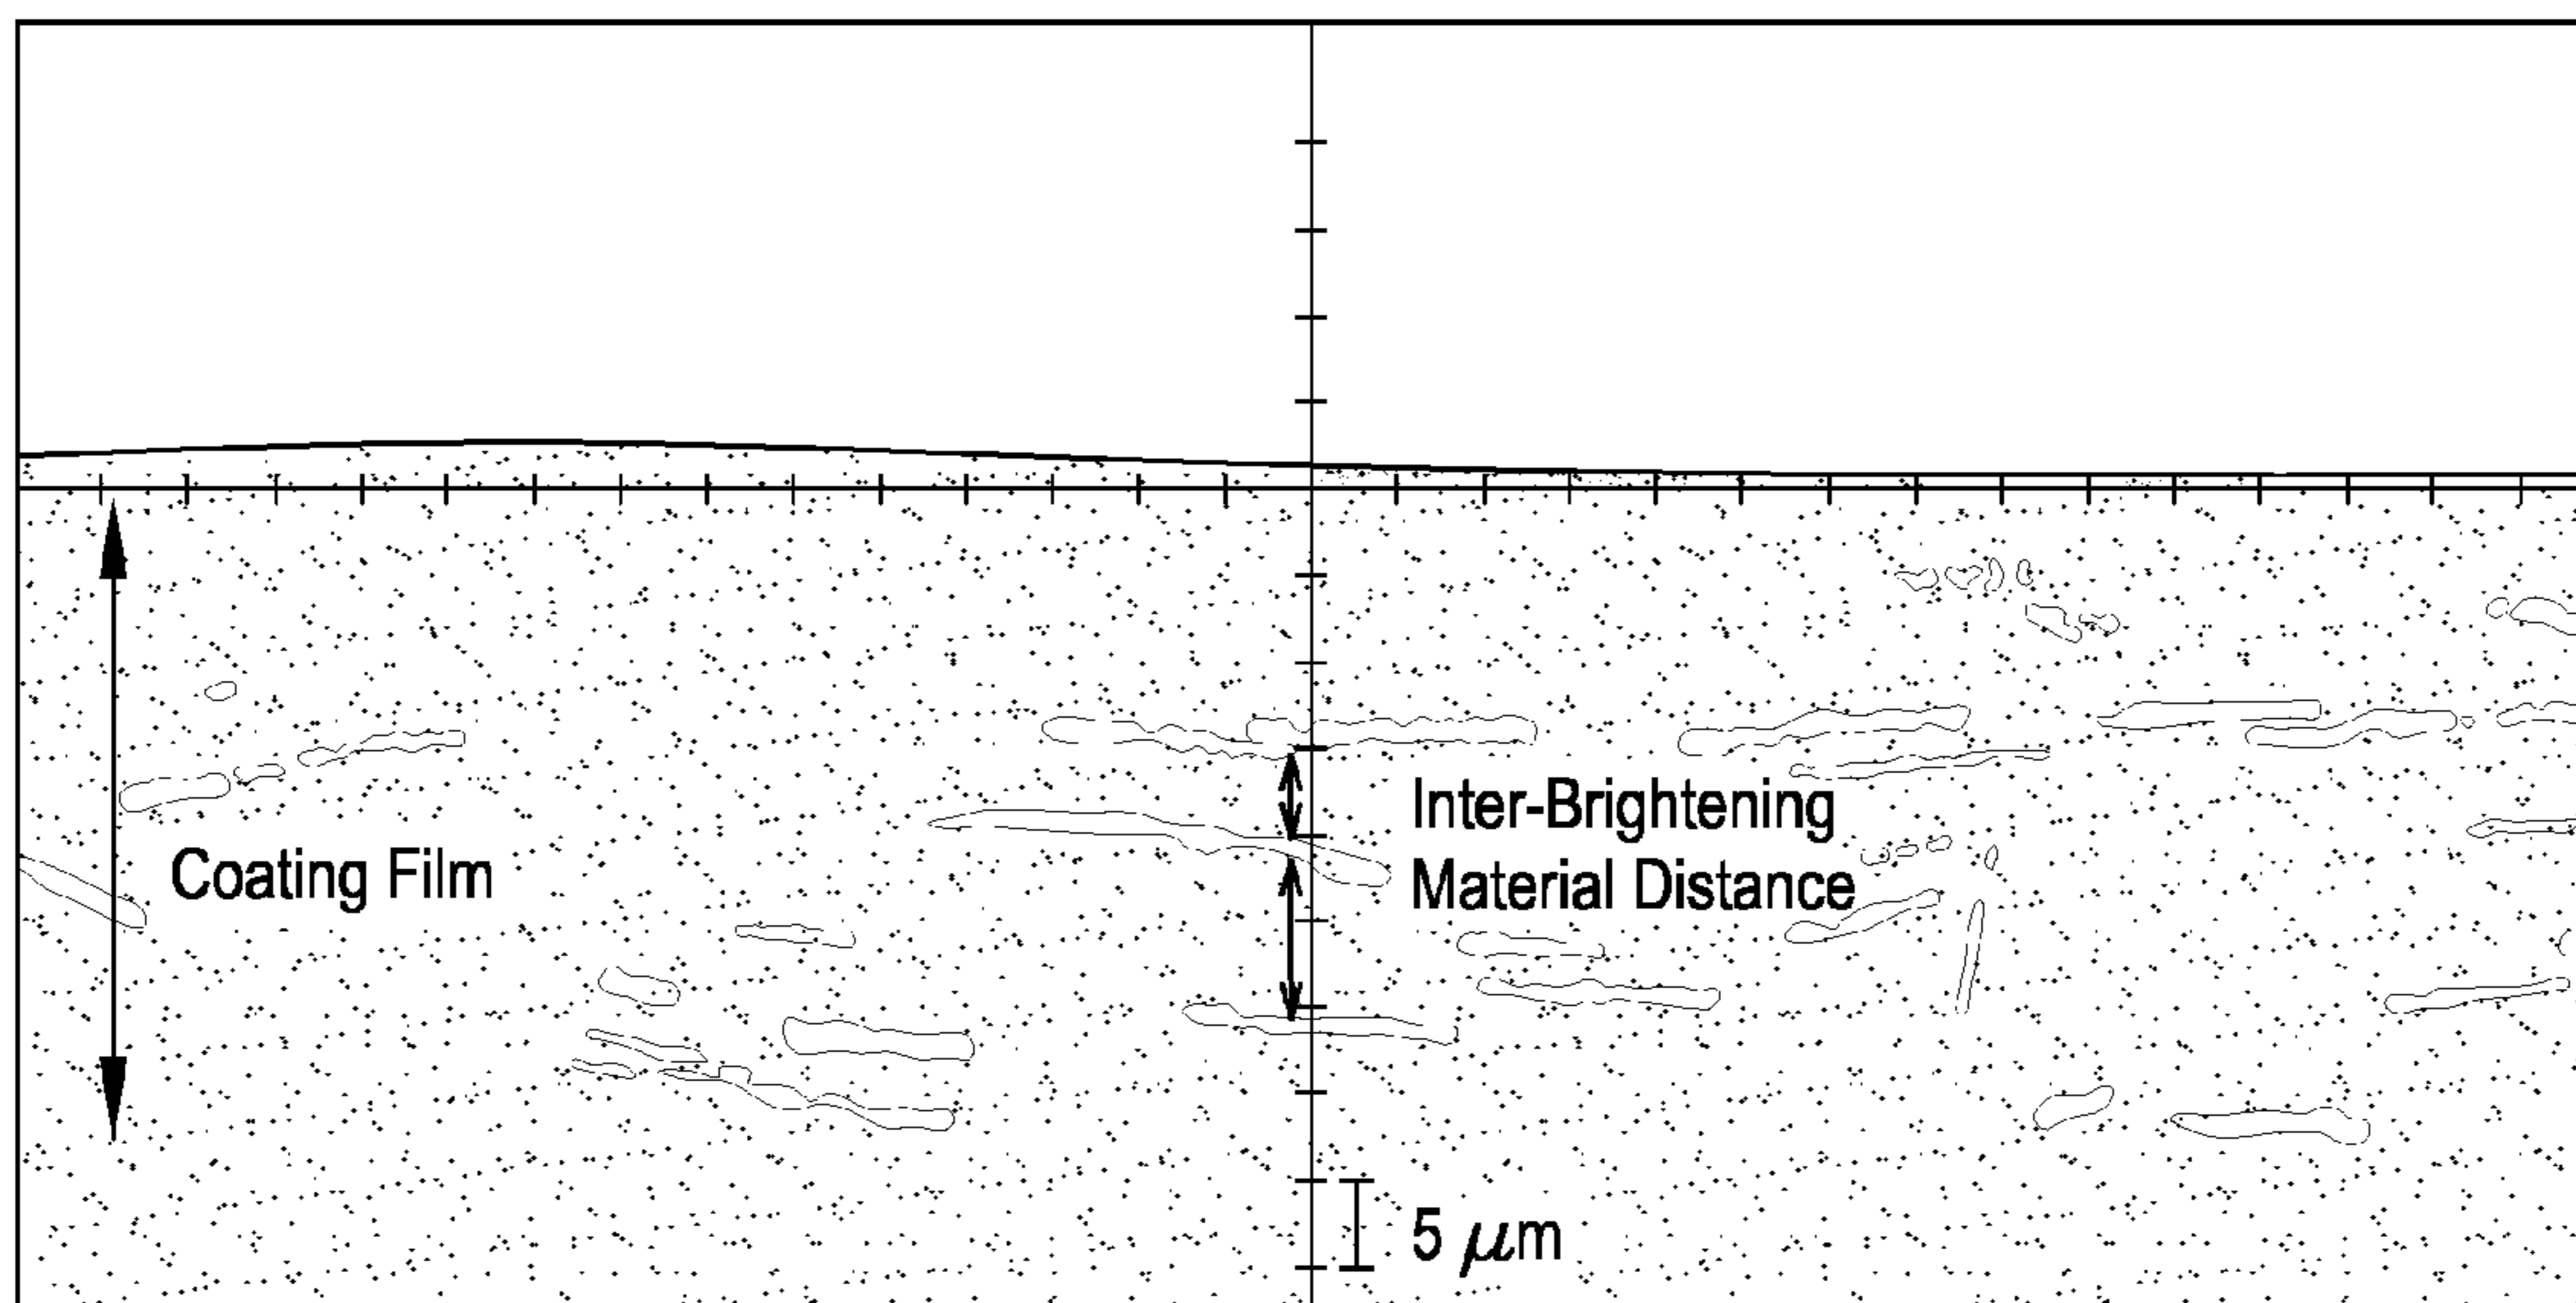 Inter-Brightening
Material Distance
Coating Film
5 μm